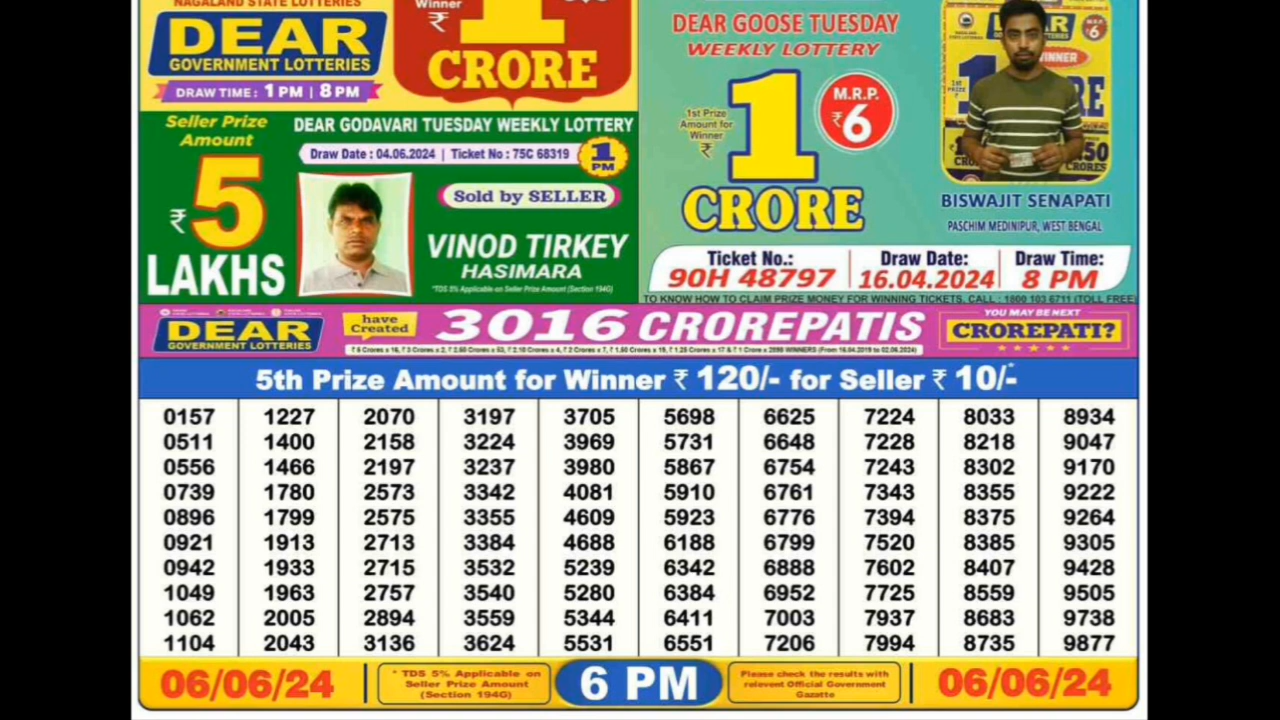 NAGALAND STATE LOTTERIES
DEAR
GOVERNMENT LOTTERIES
DRAW TIME : 1 PM | 8 PM
Winner
₹
1
CRORE
Seller Prize
Amount
₹ 5
LAKHS
DEAR GODAVARI TUESDAY WEEKLY LOTTERY
Draw Date : 04.06.2024 | Ticket No : 75C 68319
1
PM
Sold by SELLER
VINOD TIRKEY
HASIMARA
*TDS 5% Applicable on Seller Prize Amount (Section 194G)
DEAR GOOSE TUESDAY
WEEKLY LOTTERY
1st Prize
Amount for
Winner
₹
1
CRORE
M.R.P.
₹6
BISWAJIT SENAPATI
PASCHIM MEDINIPUR, WEST BENGAL
Ticket No.: Draw Date: Draw Time:
90H 48797 16.04.2024 8 PM
TO KNOW HOW TO CLAIM PRIZE MONEY FOR WINNING TICKETS, CALL : 1800 103 6711 (TOLL FREE)
DEAR
GOVERNMENT LOTTERIES
have
Created
3016 CROREPATIS
YOU MAY BE NEXT
CROREPATI?
5th Prize Amount for Winner ₹ 120/- for Seller ₹ 10/-*
0157 1227 2070 3197 3705 5698 6625 7224 8033 8934
0511 1400 2158 3224 3969 5731 6648 7228 8218 9047
0556 1466 2197 3237 3980 5867 6754 7243 8302 9170
0739 1780 2573 3342 4081 5910 6761 7343 8355 9222
0896 1799 2575 3355 4609 5923 6776 7394 8375 9264
0921 1913 2713 3384 4688 6188 6799 7520 8385 9305
0942 1933 2715 3532 5239 6342 6888 7602 8407 9428
1049 1963 2757 3540 5280 6384 6952 7725 8559 9505
1062 2005 2894 3559 5344 6411 7003 7937 8683 9738
1104 2043 3136 3624 5531 6551 7206 7994 8735 9877
06/06/24
* TDS 5% Applicable on
Seller Prize Amount
(Section 194G)
6 PM
Please check the results with
relevent Official Government
Gazatte
06/06/24